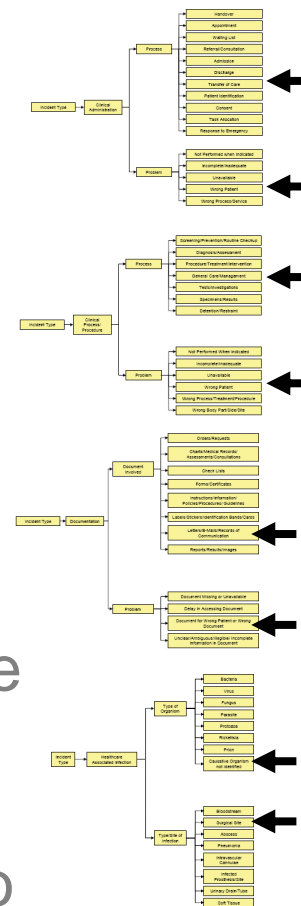 Handover
Appointment
Waiting List
Process
Referral/Consultation
Admission
Discharge
Transfer of Care
Patient Identification
Consent
Task Allocation
Response to Emergency
Incident Type
Clinical
Administration
Not Performed when Indicated
Incomplete/Inadequate
Problem
Unavailable
Wrong Patient
Wrong Process/Service
Screening/Prevention/Routine Checkup
Diagnosis/Assessment
Process
Procedure/Treatment/Intervention
General Care/Management
Tests/Investigations
Specimens/Results
Detention/Restraint
Incident Type
Clinical
Process/
Procedure
Not Performed When Indicated
Incomplete/Inadequate
Problem
Unavailable
Wrong Patient
Wrong Process/Treatment/Procedure
Wrong Body Part/Side/Site
Orders/Requests
Document
Involved
Charts/Medical Records/
Assessments/Consultations
Check Lists
Forms/Certificates
Instructions/Information/
Policies/Procedures/Guidelines
Labels/Stickers/Identification Bands/Cards
Letters/E-Mails/Records of
Communication
Reports/Results/Images
Incident Type
Documentation
Document Missing or Unavailable
Problem
Delay in Accessing Document
Document for Wrong Patient or Wrong
Document
Unclear/Ambiguous/Illegible/Incomplete
Information in Document
e
Bacteria
Type of
Organism
Virus
Fungus
Parasite
Protozoa
Rickettsia
Prion
Causative Organism
not Identified
Incident
Type
Healthcare
Associated Infection
Bloodstream
Type/Site of
Infection
Surgical Site
Abscess
Pneumonia
Intravascular
Cannulae
Infected
Prosthesis/Site
Urinary Drain/Tube
Soft Tissue